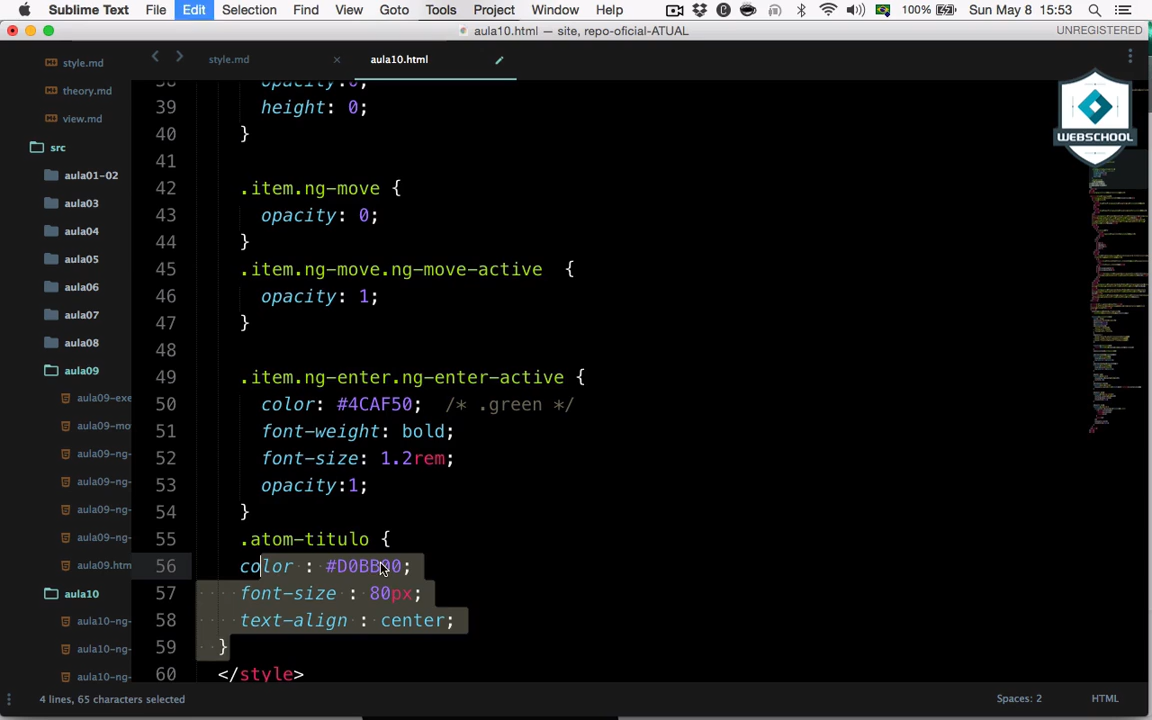 Sublime Text File Edit Selection Find View Goto Tools Project Window Help 100% Sun May 8 15:53
aula10.html — site, repo-oficial-ATUAL UNREGISTERED
style.md
theory.md
view.md
src
aula01-02
aula03
aula04
aula05
aula06
aula07
aula08
aula09
aula09-exe
aula09-mo
aula09-ng-
aula09-ng-
aula09-ng-
aula09-ng-
aula09.htm
aula10
aula10-ng-
aula10-ng-
aula10-ng-
style.md × aula10.html
WEBSCHOOL
38 opacity:0;
39 height: 0;
40 }
41
42 .item.ng-move {
43 opacity: 0;
44 }
45 .item.ng-move.ng-move-active {
46 opacity: 1;
47 }
48
49 .item.ng-enter.ng-enter-active {
50 color: #4CAF50; /* .green */
51 font-weight: bold;
52 font-size: 1.2rem;
53 opacity:1;
54 }
55 .atom-titulo {
56 color : #D0BB00;
57 font-size : 80px;
58 text-align : center;
59 }
60 </style>
4 lines, 65 characters selected Spaces: 2 HTML